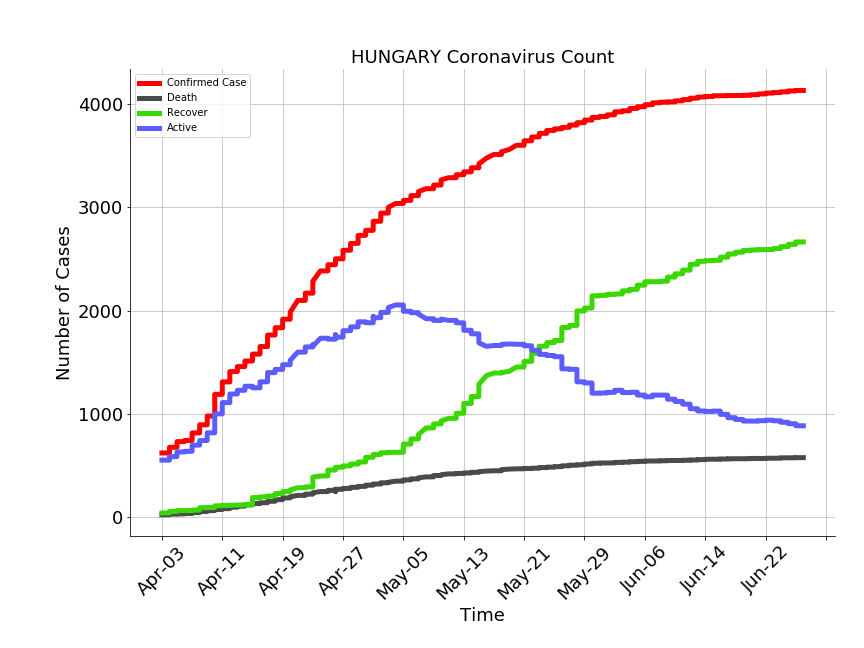 HUNGARY Coronavirus Count
Confirmed Case
Death
Recover
Active
Number of Cases
4000
3000
2000
1000
0
Apr-03
Apr-11
Apr-19
Apr-27
May-05
May-13
May-21
May-29
Jun-06
Jun-14
Jun-22
Time